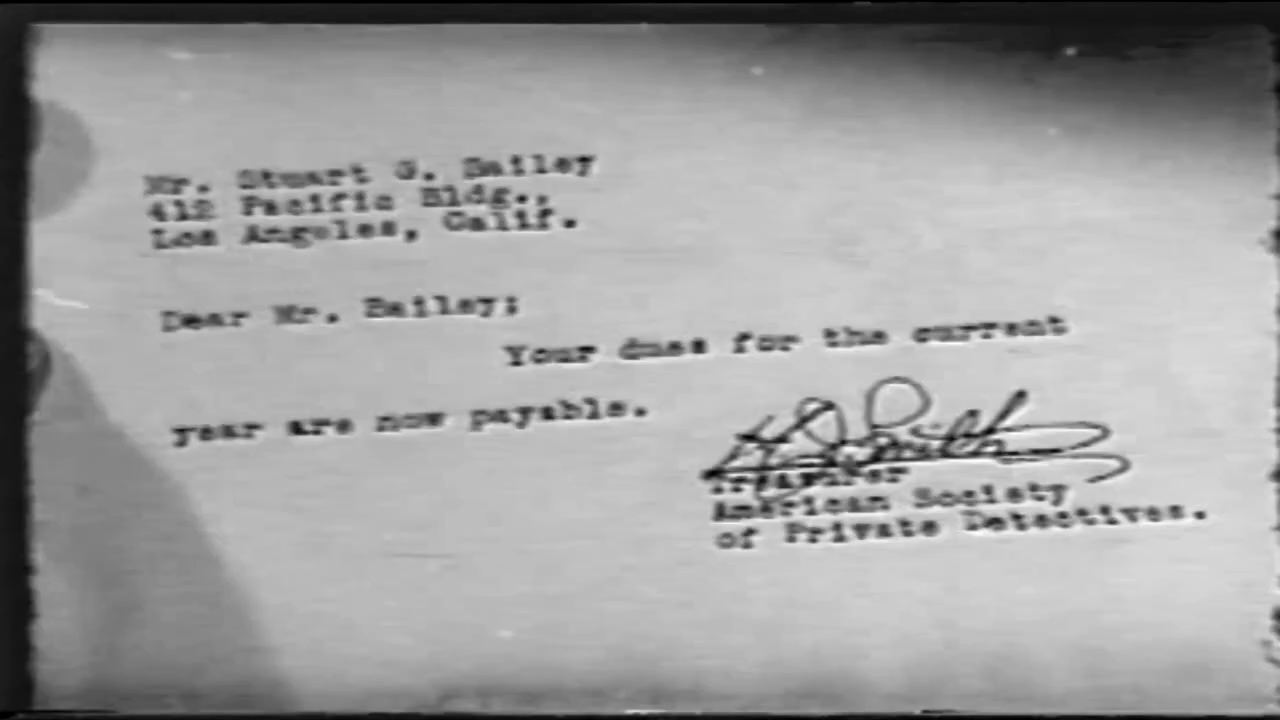 Mr. Stuart G. Bailey
412 Pacific Bldg.,
Los Angeles, Calif.
Dear Mr. Bailey;
Your dues for the current
year are now payable.
H. J. Smith
Treasurer
American Society
of Private Detectives.